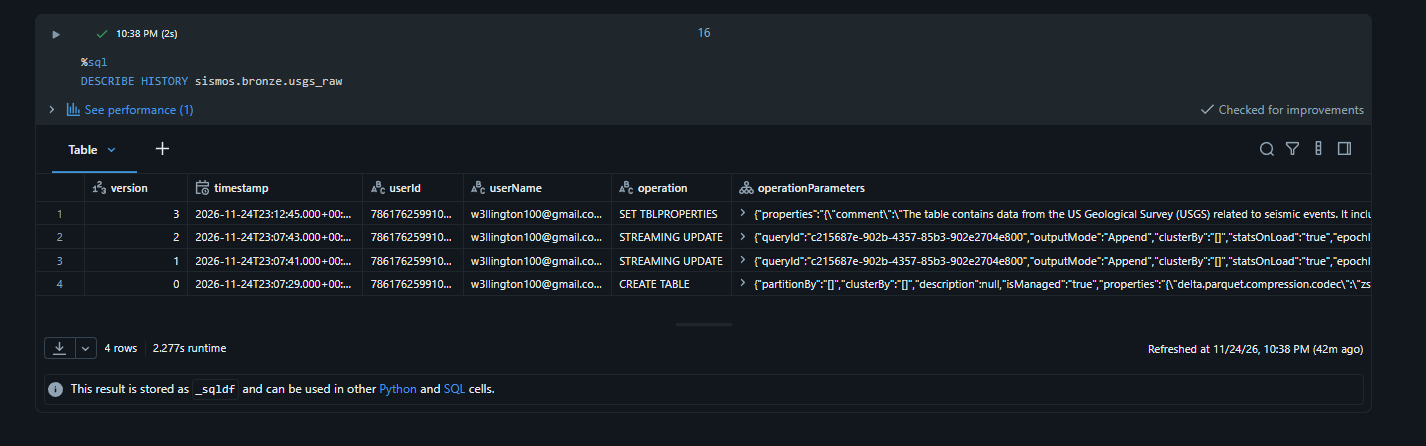 10:38 PM (2s)
16
%sql
DESCRIBE HISTORY sismos.bronze.usgs_raw
See performance (1)
Checked for improvements
Table
version timestamp userId userName operation operationParameters
1 3 2026-11-24T23:12:45.000+00:... 786176259910... w3llington100@gmail.co... SET TBLPROPERTIES {"properties":"{\"comment\":\"The table contains data from the US Geological Survey (USGS) related to seismic events. It inclu
2 2 2026-11-24T23:07:43.000+00:... 786176259910... w3llington100@gmail.co... STREAMING UPDATE {"queryId":"c215687e-902b-4357-85b3-902e2704e800","outputMode":"Append","clusterBy":"[]","statsOnLoad":"true","epochI
3 1 2026-11-24T23:07:41.000+00:... 786176259910... w3llington100@gmail.co... STREAMING UPDATE {"queryId":"c215687e-902b-4357-85b3-902e2704e800","outputMode":"Append","clusterBy":"[]","statsOnLoad":"true","epochI
4 0 2026-11-24T23:07:29.000+00:... 786176259910... w3llington100@gmail.co... CREATE TABLE {"partitionBy":"[]","clusterBy":"[]","description":null,"isManaged":"true","properties":"{\"delta.parquet.compression.codec\":\"zs
4 rows 2.277s runtime
Refreshed at 11/24/26, 10:38 PM (42m ago)
This result is stored as _sqldf and can be used in other Python and SQL cells.